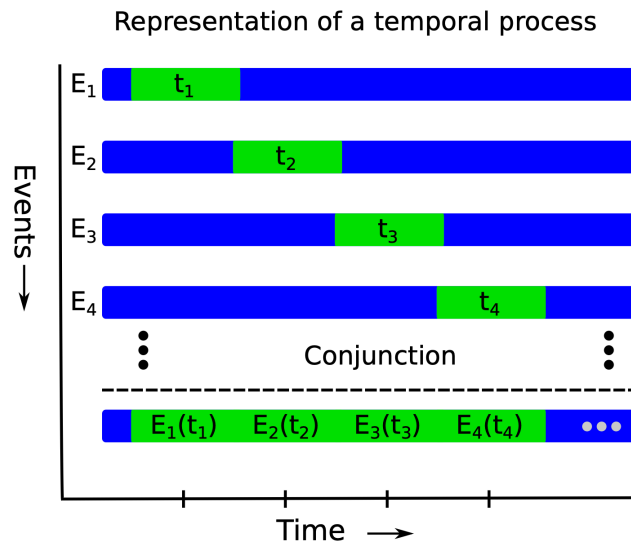 Representation of a temporal process
E₁ t₁
E₂ t₂
E₃ t₃
E₄ t₄
Events
Conjunction
E₁(t₁) E₂(t₂) E₃(t₃) E₄(t₄)
Time